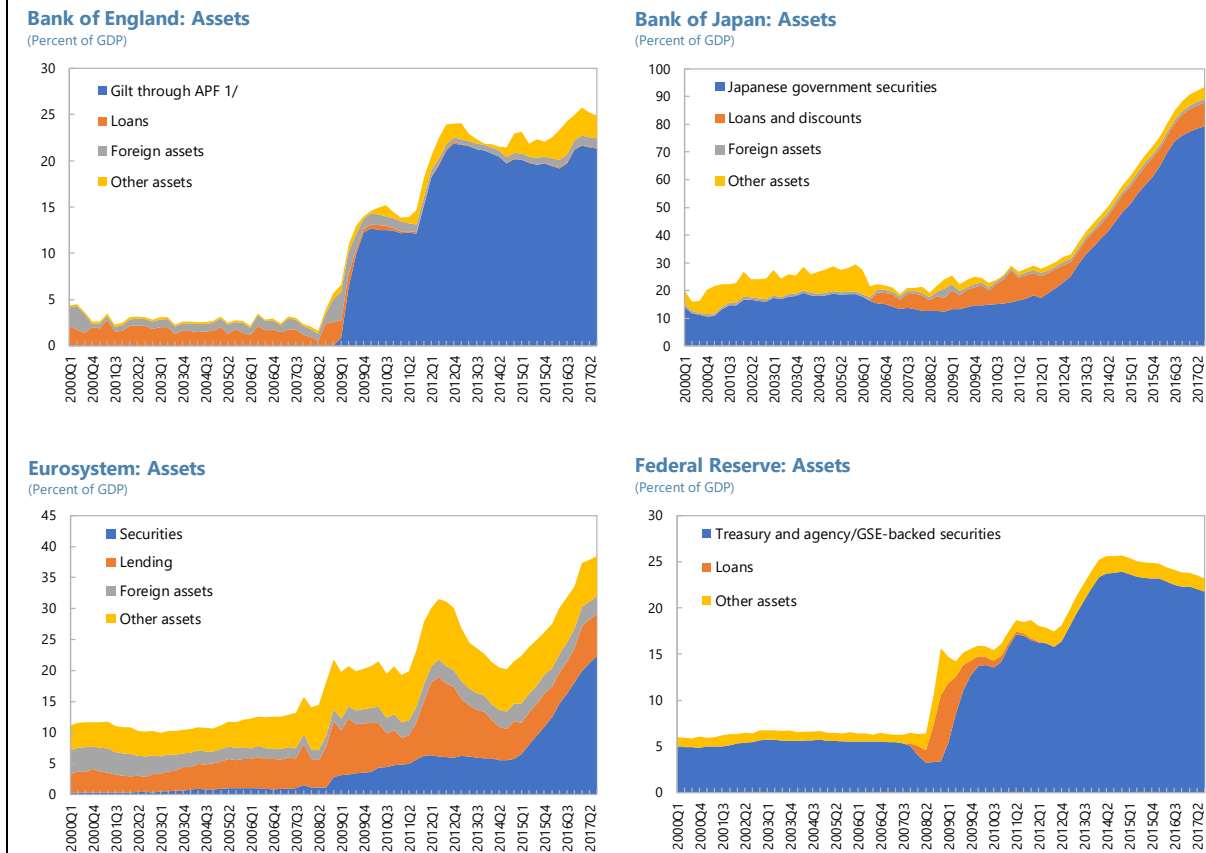 Bank of England: Assets
(Percent of GDP)
30
25
20
15
10
5
0
Gilt through APF 1/
Loans
Foreign assets
Other assets
2000Q1
2000Q4
2001Q3
2002Q2
2003Q1
2003Q4
2004Q3
2005Q2
2006Q1
2006Q4
2007Q3
2008Q2
2009Q1
2009Q4
2010Q3
2011Q2
2012Q1
2012Q4
2013Q3
2014Q2
2015Q1
2015Q4
2016Q3
2017Q2
Bank of Japan: Assets
(Percent of GDP)
100
90
80
70
60
50
40
30
20
10
0
Japanese government securities
Loans and discounts
Foreign assets
Other assets
2000Q1
2000Q4
2001Q3
2002Q2
2003Q1
2003Q4
2004Q3
2005Q2
2006Q1
2006Q4
2007Q3
2008Q2
2009Q1
2009Q4
2010Q3
2011Q2
2012Q1
2012Q4
2013Q3
2014Q2
2015Q1
2015Q4
2016Q3
2017Q2
Eurosystem: Assets
(Percent of GDP)
45
40
35
30
25
20
15
10
5
0
Securities
Lending
Foreign assets
Other assets
2000Q1
2000Q4
2001Q3
2002Q2
2003Q1
2003Q4
2004Q3
2005Q2
2006Q1
2006Q4
2007Q3
2008Q2
2009Q1
2009Q4
2010Q3
2011Q2
2012Q1
2012Q4
2013Q3
2014Q2
2015Q1
2015Q4
2016Q3
2017Q2
Federal Reserve: Assets
(Percent of GDP)
30
25
20
15
10
5
0
Treasury and agency/GSE-backed securities
Loans
Other assets
2000Q1
2000Q4
2001Q3
2002Q2
2003Q1
2003Q4
2004Q3
2005Q2
2006Q1
2006Q4
2007Q3
2008Q2
2009Q1
2009Q4
2010Q3
2011Q2
2012Q1
2012Q4
2013Q3
2014Q2
2015Q1
2015Q4
2016Q3
2017Q2